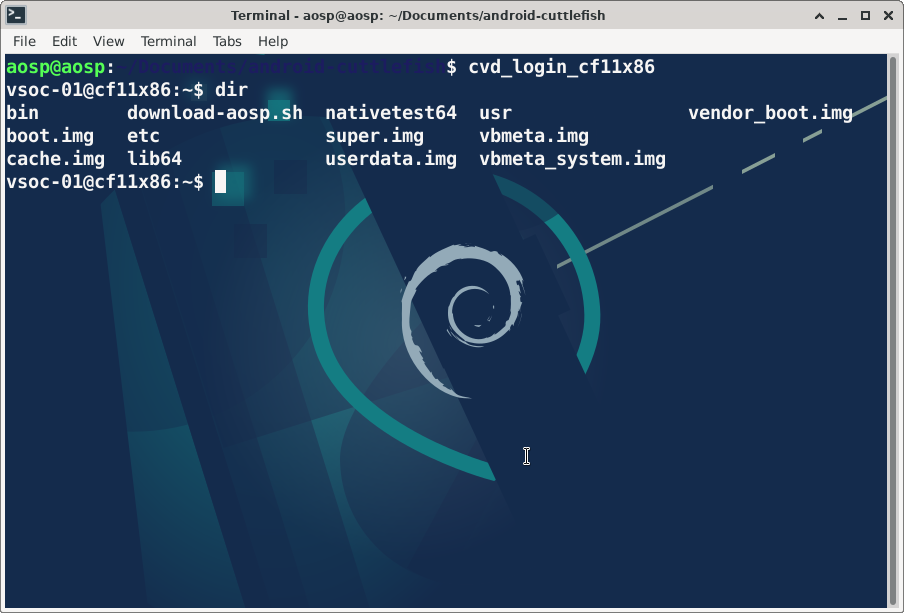 Terminal - aosp@aosp: ~/Documents/android-cuttlefish
File Edit View Terminal Tabs Help
aosp@aosp:~/Documents/android-cuttlefish$ cvd_login_cf11x86
vsoc-01@cf11x86:~$ dir
bin download-aosp.sh nativetest64 usr vendor_boot.img
boot.img etc super.img vbmeta.img
cache.img lib64 userdata.img vbmeta_system.img
vsoc-01@cf11x86:~$